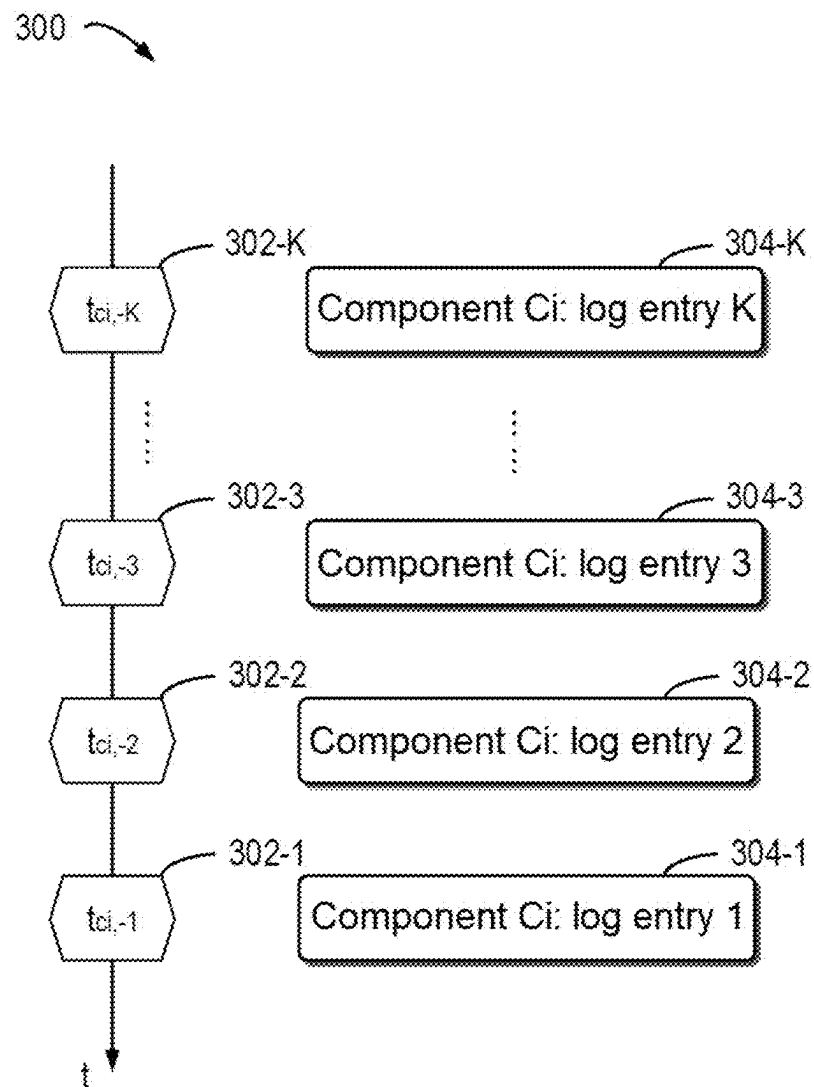 300
302-K
304-K
tci,-K
Component Ci: log entry K
302-3
304-3
tci,-3
Component Ci: log entry 3
302-2
304-2
tci,-2
Component Ci: log entry 2
302-1
304-1
tci,-1
Component Ci: log entry 1
t